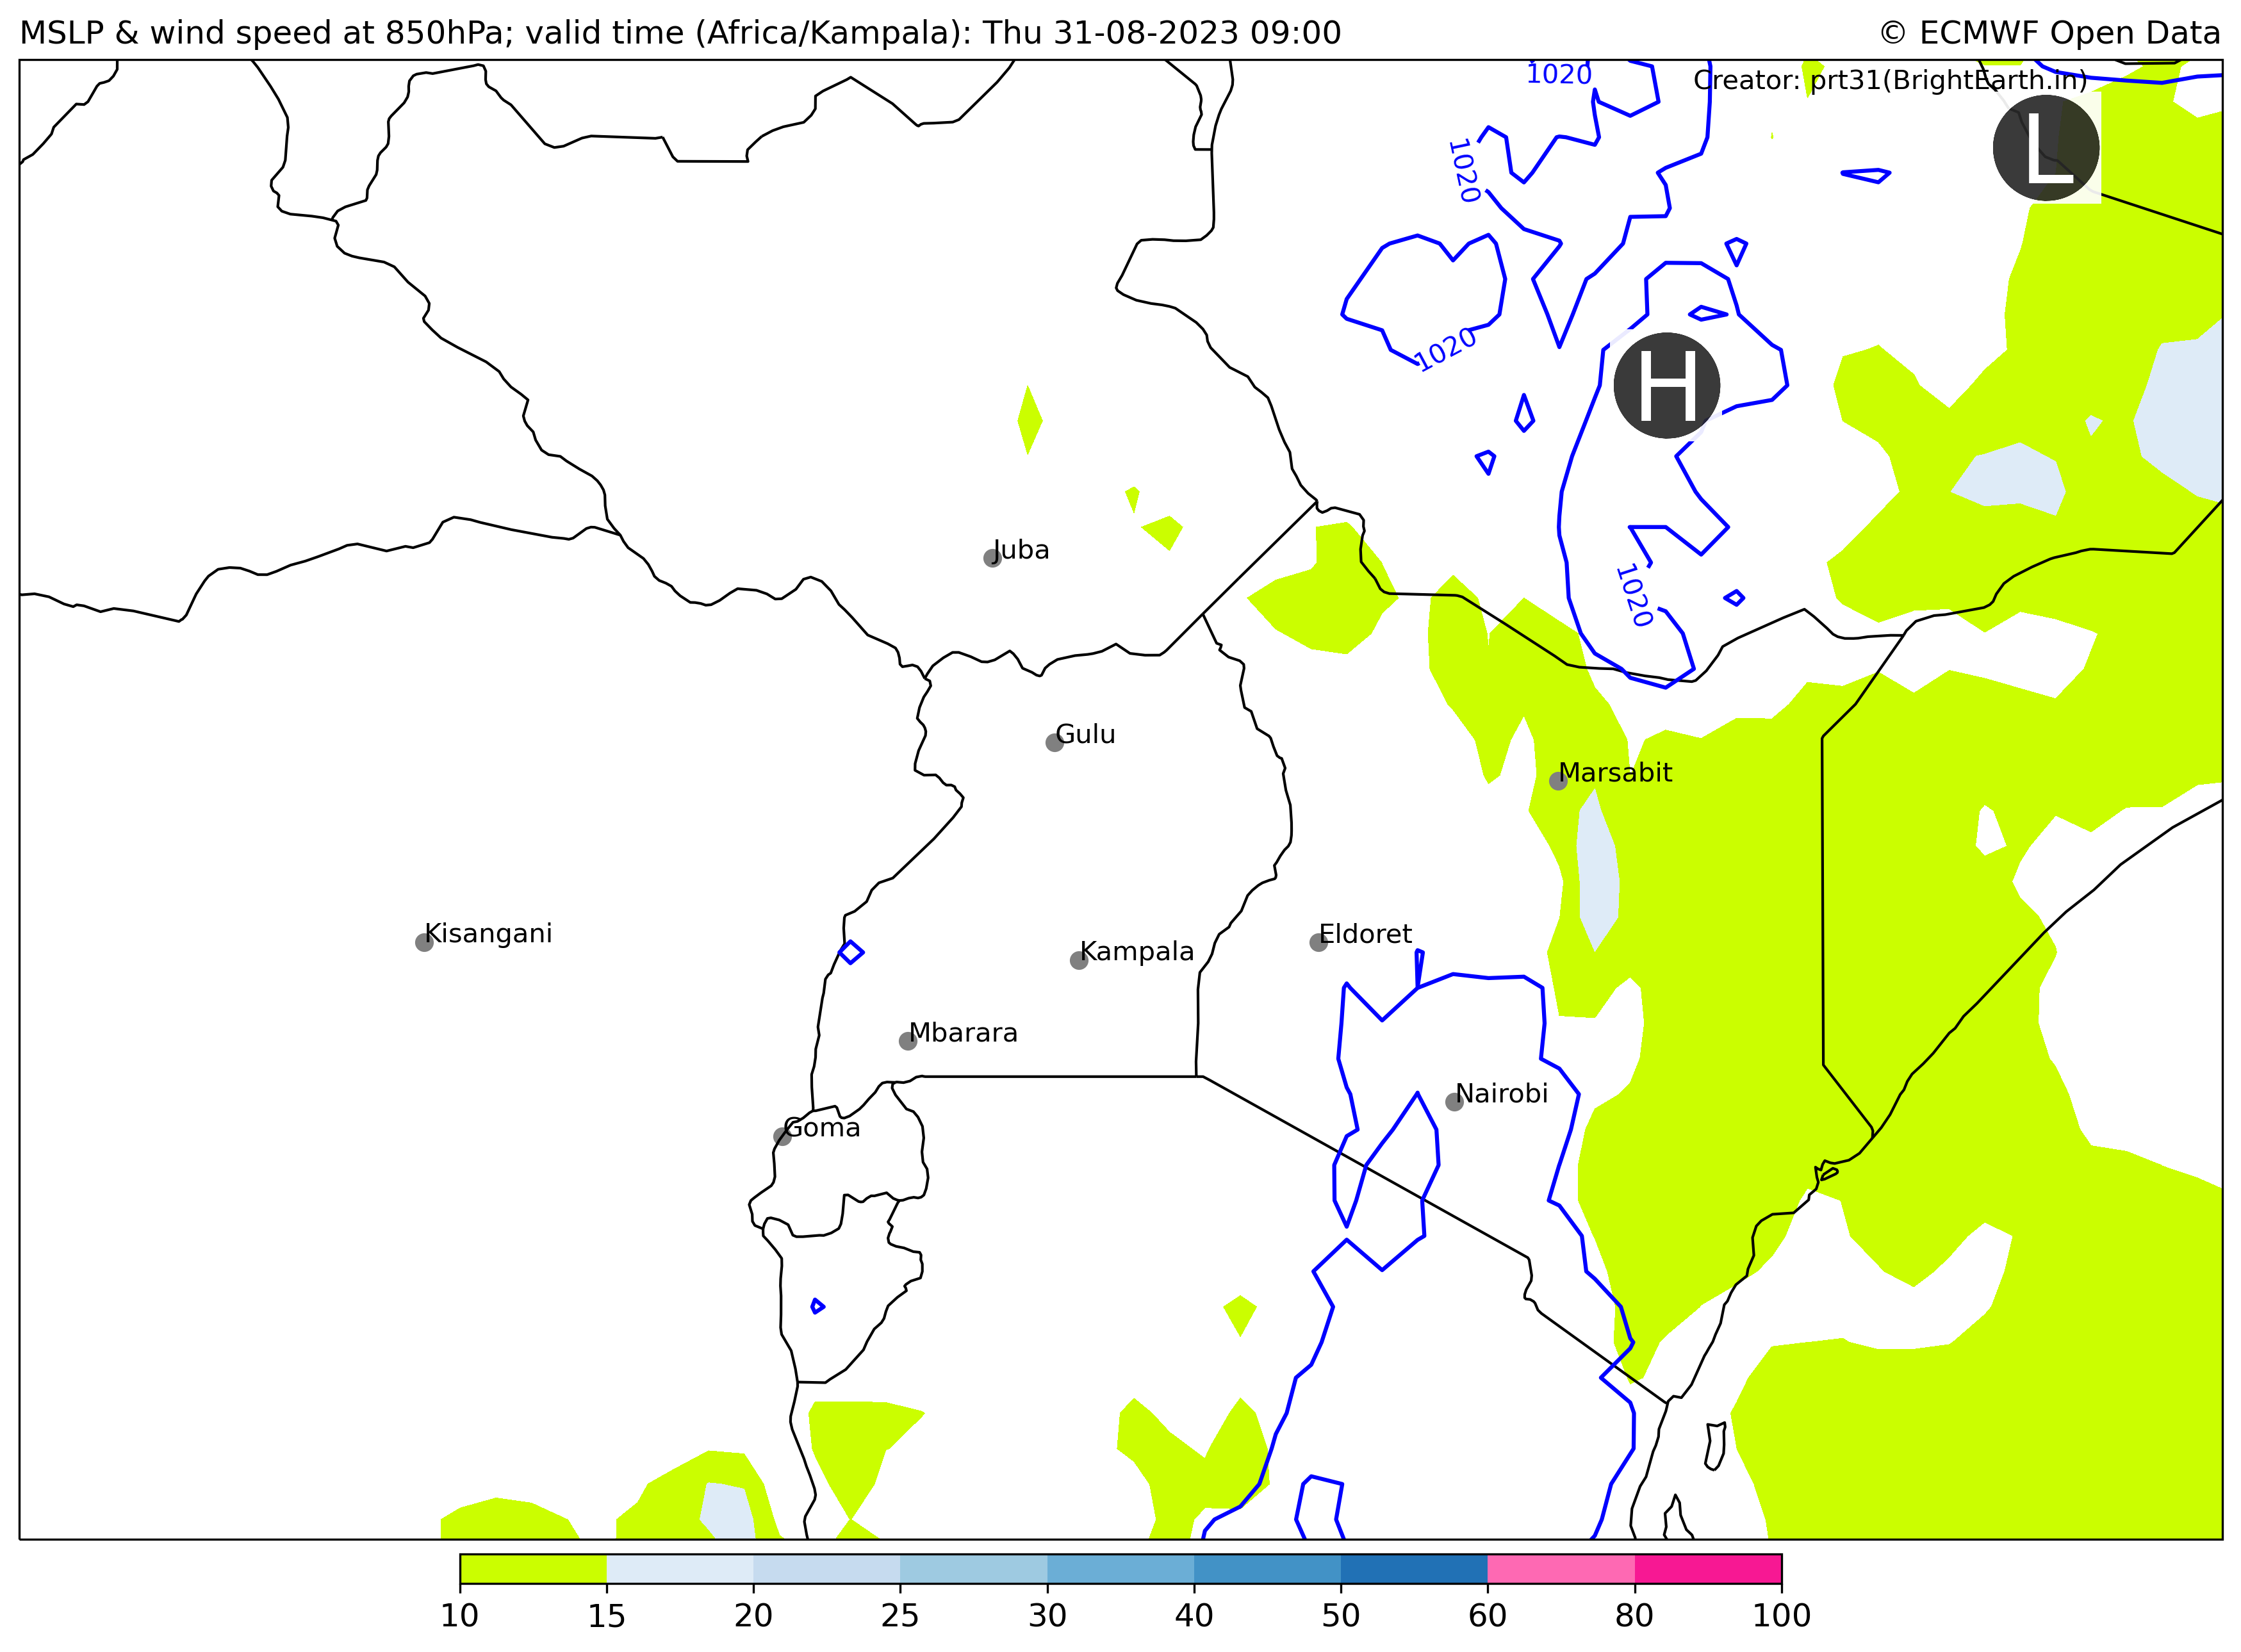 MSLP & wind speed at 850hPa; valid time (Africa/Kampala): Thu 31-08-2023 09:00
© ECMWF Open Data
1020
Creator: prt31(BrightEarth.in)
L
1020
1020
H
Juba
1020
Gulu
Marsabit
Kisangani
Eldoret
Kampala
Mbarara
Nairobi
Goma
10 15 20 25 30 40 50 60 80 100